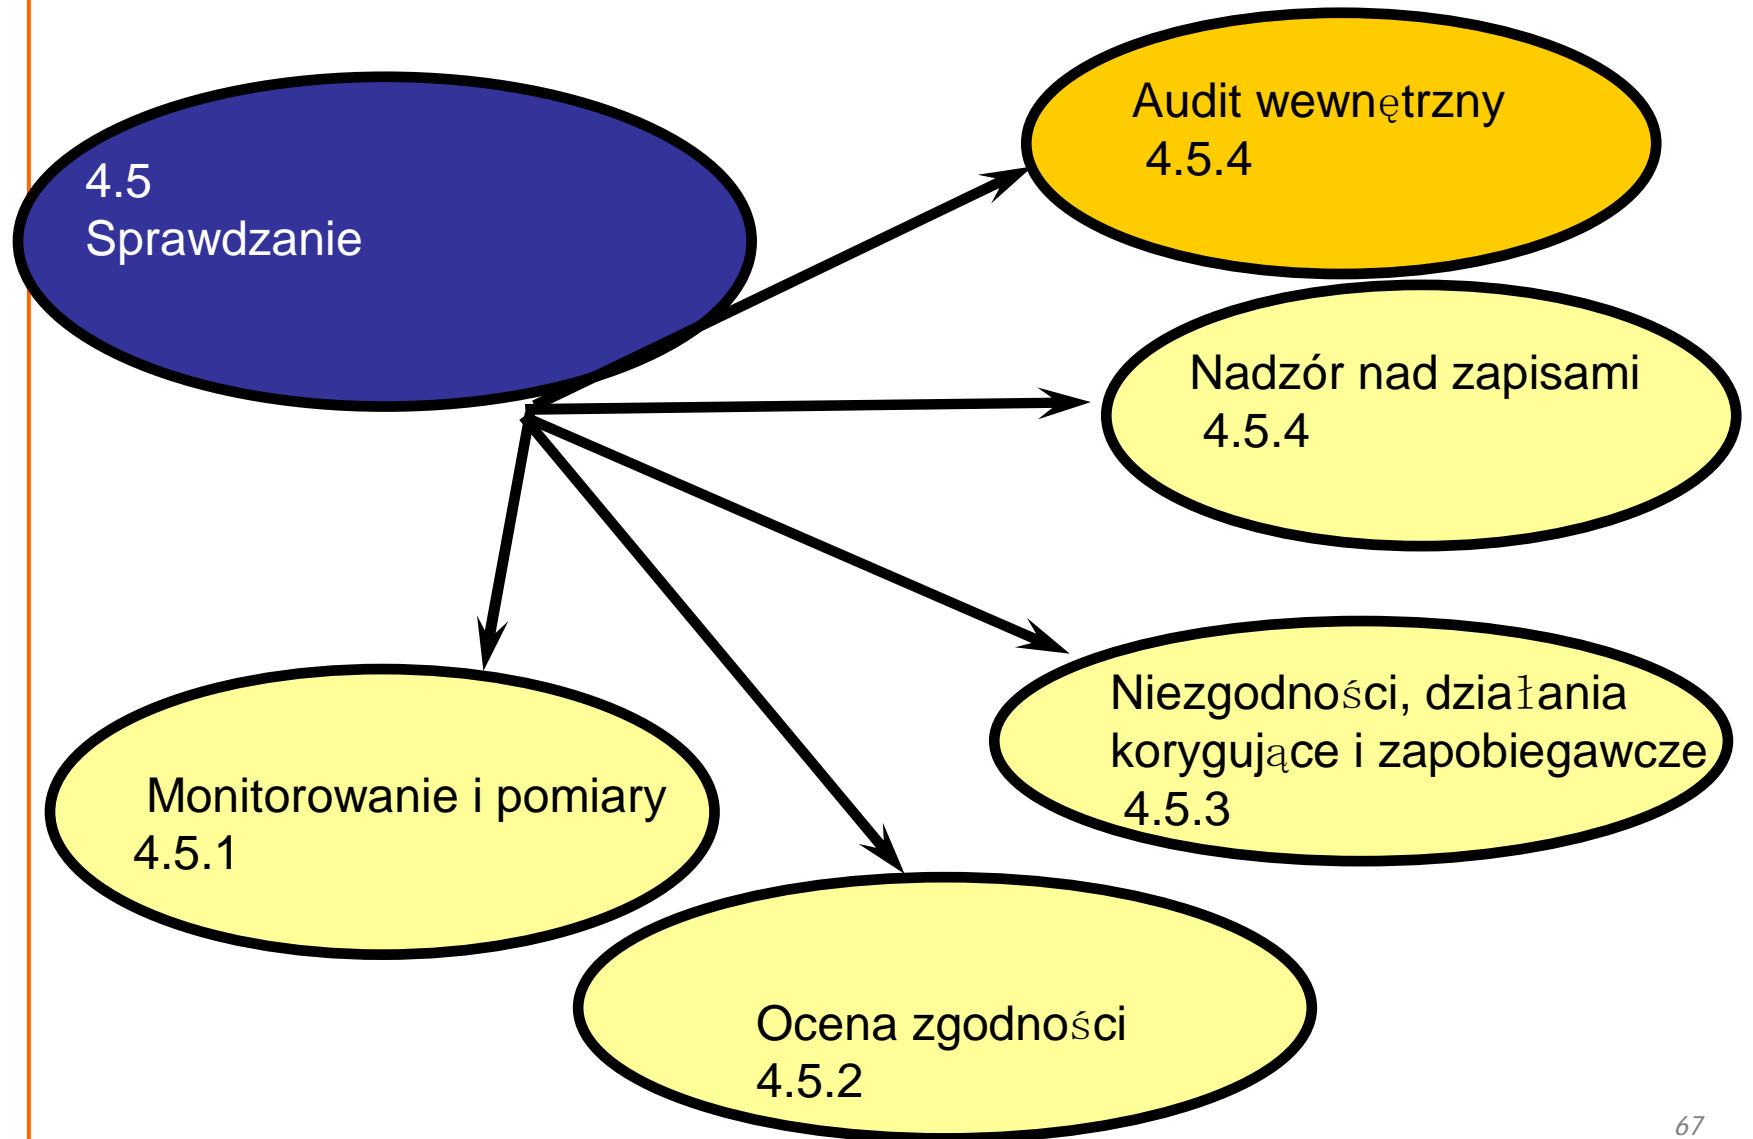 4.5
Sprawdzanie
Audit wewnętrzny
4.5.4
Nadzór nad zapisami
4.5.4
Niezgodności, działania
korygujące i zapobiegawcze
4.5.3
Monitorowanie i pomiary
4.5.1
Ocena zgodności
4.5.2
67